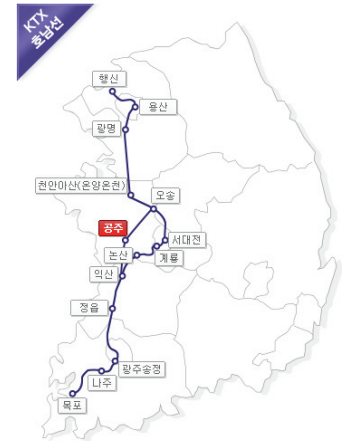 KTX
호남선
행신
용산
광명
천안아산(온양온천)
오송
공주
서대전
논산
계룡
익산
정읍
광주송정
나주
목포